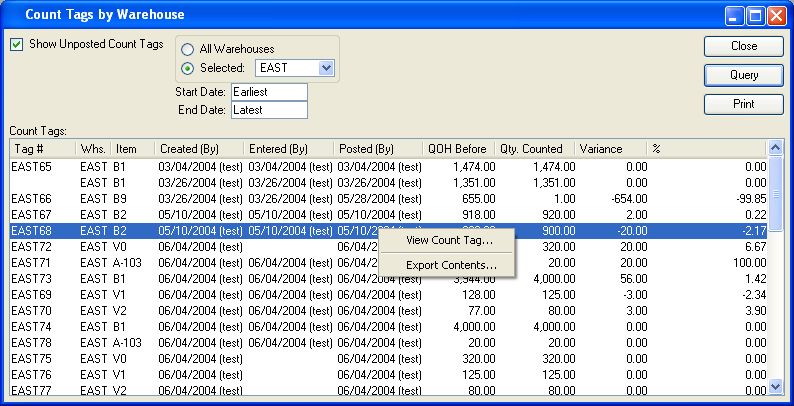 Count Tags by Warehouse
Show Unposted Count Tags
All Warehouses
Selected: EAST
Start Date: Earliest
End Date: Latest
Close
Query
Print
Count Tags:
Tag # Whs. Item Created (By) Entered (By) Posted (By) QOH Before Qty. Counted Variance %
EAST65 EAST B1 03/04/2004 (test) 03/04/2004 (test) 03/04/2004 (test) 1,474.00 1,474.00 0.00 0.00
EAST B1 03/26/2004 (test) 03/26/2004 (test) 03/26/2004 (test) 1,351.00 1,351.00 0.00 0.00
EAST66 EAST B9 03/26/2004 (test) 03/26/2004 (test) 05/28/2004 (test) 655.00 1.00 -654.00 -99.85
EAST67 EAST B2 05/10/2004 (test) 05/10/2004 (test) 05/10/2004 (test) 918.00 920.00 2.00 0.22
EAST68 EAST B2 05/10/2004 (test) 05/10/2004 (test) 05/10/2004 (test) 900.00 -20.00 -2.17
EAST72 EAST V0 06/04/2004 (test) 06/04 320.00 20.00 6.67
EAST71 EAST A-103 06/04/2004 (test) 06/04/2004 (test) 06/04 20.00 20.00 100.00
EAST73 EAST B1 06/04/2004 (test) 06/04/2004 (test) 06/04 3,944.00 4,000.00 56.00 1.42
EAST69 EAST V1 06/04/2004 (test) 06/04/2004 (test) 06/04/2004 (test) 128.00 125.00 -3.00 -2.34
EAST70 EAST V2 06/04/2004 (test) 06/04/2004 (test) 06/04/2004 (test) 77.00 80.00 3.00 3.90
EAST74 EAST B1 06/04/2004 (test) 06/04/2004 (test) 06/04/2004 (test) 4,000.00 4,000.00 0.00 0.00
EAST78 EAST A-103 06/04/2004 (test) 06/04/2004 (test) 06/04/2004 (test) 20.00 20.00 0.00 0.00
EAST75 EAST V0 06/04/2004 (test) 06/04/2004 (test) 320.00 320.00 0.00 0.00
EAST76 EAST V1 06/04/2004 (test) 06/04/2004 (test) 125.00 125.00 0.00 0.00
EAST77 EAST V2 06/04/2004 (test) 06/04/2004 (test) 80.00 80.00 0.00 0.00
View Count Tag...
Export Contents...